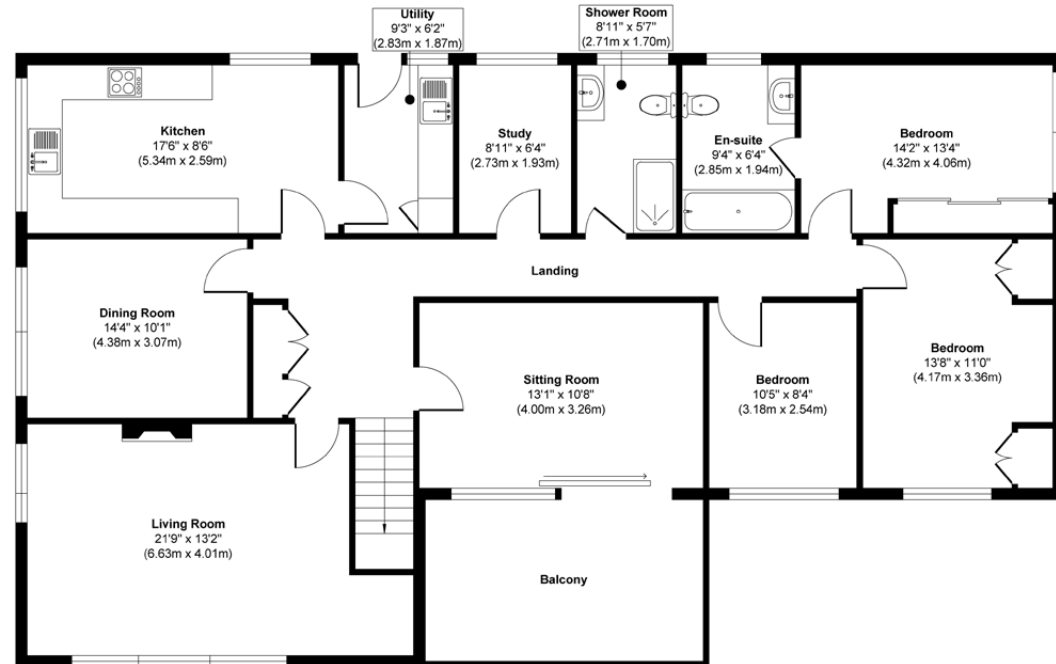 Utility
9'3" x 6'2"
(2.83m x 1.87m)
Shower Room
8'11" x 5'7"
(2.71m x 1.70m)
Kitchen
17'6" x 8'6"
(5.34m x 2.59m)
Study
8'11" x 6'4"
(2.73m x 1.93m)
En-suite
9'4" x 6'4"
(2.85m x 1.94m)
Bedroom
14'2" x 13'4"
(4.32m x 4.06m)
Landing
Dining Room
14'4" x 10'1"
(4.38m x 3.07m)
Sitting Room
13'1" x 10'8"
(4.00m x 3.26m)
Bedroom
10'5" x 8'4"
(3.18m x 2.54m)
Bedroom
13'8" x 11'0"
(4.17m x 3.36m)
Living Room
21'9" x 13'2"
(6.63m x 4.01m)
Balcony